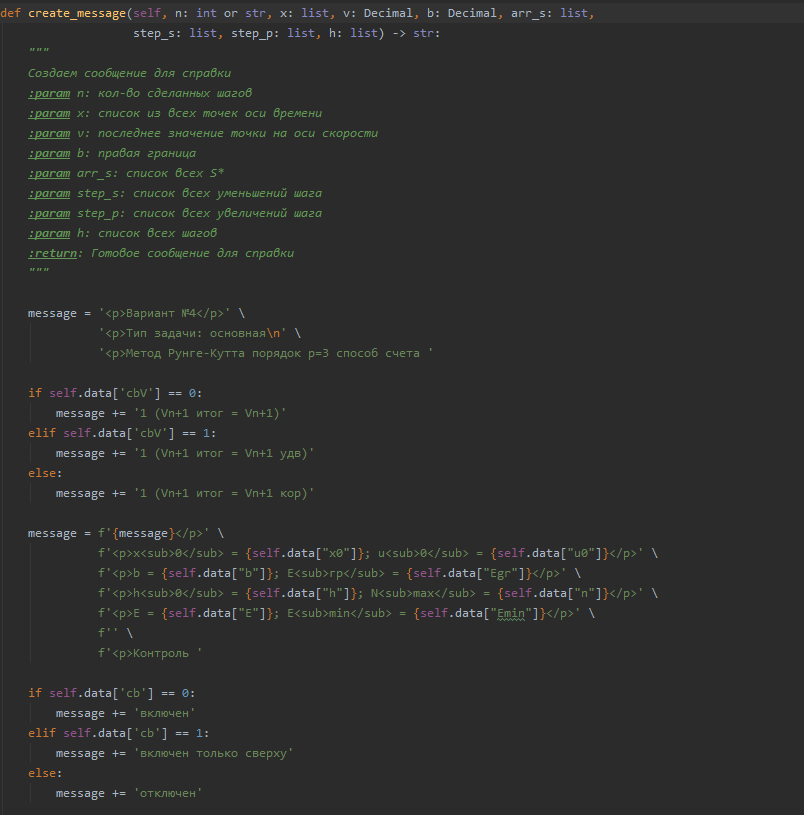 def create_message(self, n: int or str, x: list, v: Decimal, b: Decimal, arr_s: list,
step_s: list, step_p: list, h: list) -> str:
"""
Создаем сообщение для справки
:param n: кол-во сделанных шагов
:param x: список из всех точек оси времени
:param v: последнее значение точки на оси скорости
:param b: правая граница
:param arr_s: список всех S*
:param step_s: список всех уменьшений шага
:param step_p: список всех увеличений шага
:param h: список всех шагов
:return: Готовое сообщение для справки
"""
message = '<p>Вариант №4</p>' \
'<p>Тип задачи: основная\n' \
'<p>Метод Рунге-Кутта порядок p=3 способ счета '
if self.data['cbV'] == 0:
message += '1 (Vn+1 итог = Vn+1)'
elif self.data['cbV'] == 1:
message += '1 (Vn+1 итог = Vn+1 удв)'
else:
message += '1 (Vn+1 итог = Vn+1 кор)'
message = f'{message}</p>' \
f'<p>x<sub>0</sub> = {self.data["x0"]}; u<sub>0</sub> = {self.data["u0"]}</p>' \
f'<p>b = {self.data["b"]}; E<sub>гр</sub> = {self.data["Egr"]}</p>' \
f'<p>h<sub>0</sub> = {self.data["h"]}; N<sub>max</sub> = {self.data["n"]}</p>' \
f'<p>E = {self.data["E"]}; E<sub>min</sub> = {self.data["Emin"]}</p>' \
f'' \
f'<p>Контроль '
if self.data['cb'] == 0:
message += 'включен'
elif self.data['cb'] == 1:
message += 'включен только сверху'
else:
message += 'отключен'